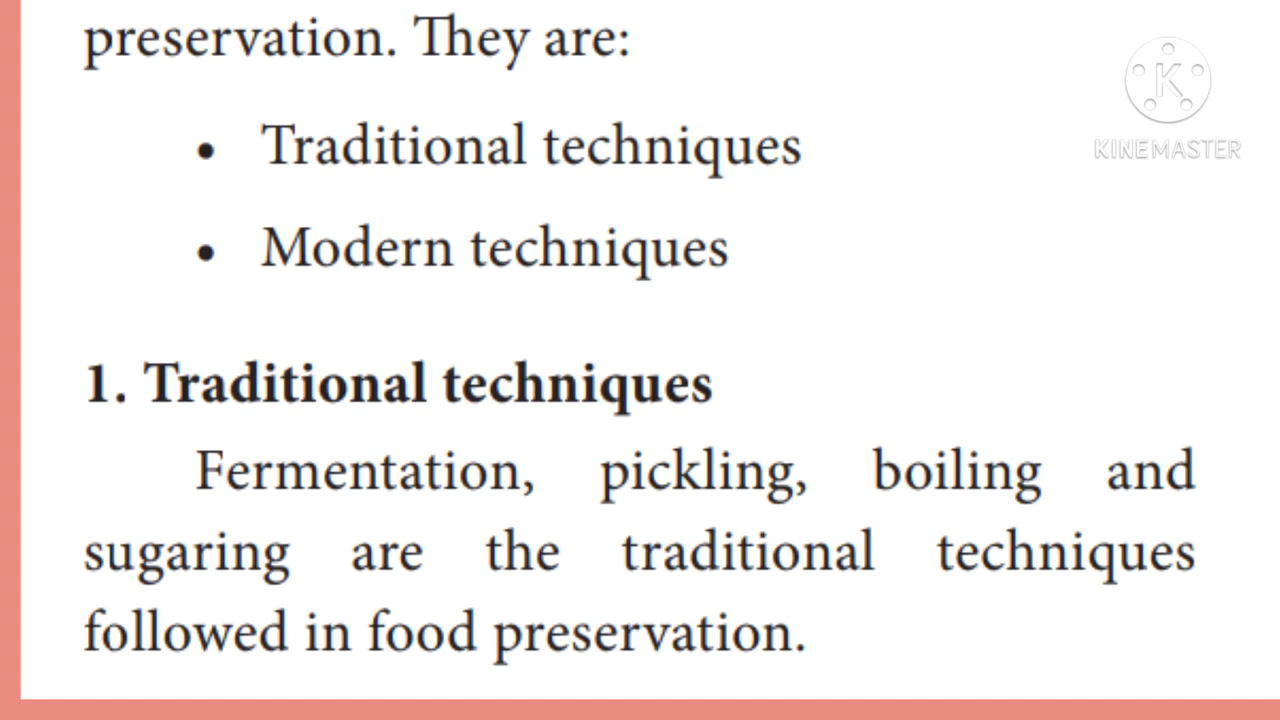 preservation. They are:
KINEMASTER
• Traditional techniques
• Modern techniques
1. Traditional techniques
Fermentation, pickling, boiling and
sugaring are the traditional techniques
followed in food preservation.